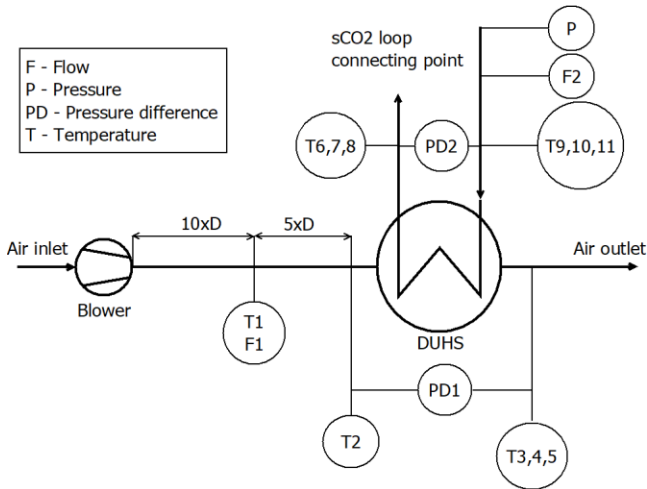 F - Flow
P - Pressure
PD - Pressure difference
T - Temperature
sCO2 loop
connecting point
P
F2
T6,7,8
PD2
T9,10,11
10xD
5xD
Air inlet
Air outlet
Blower
T1
F1
DUHS
PD1
T2
T3,4,5